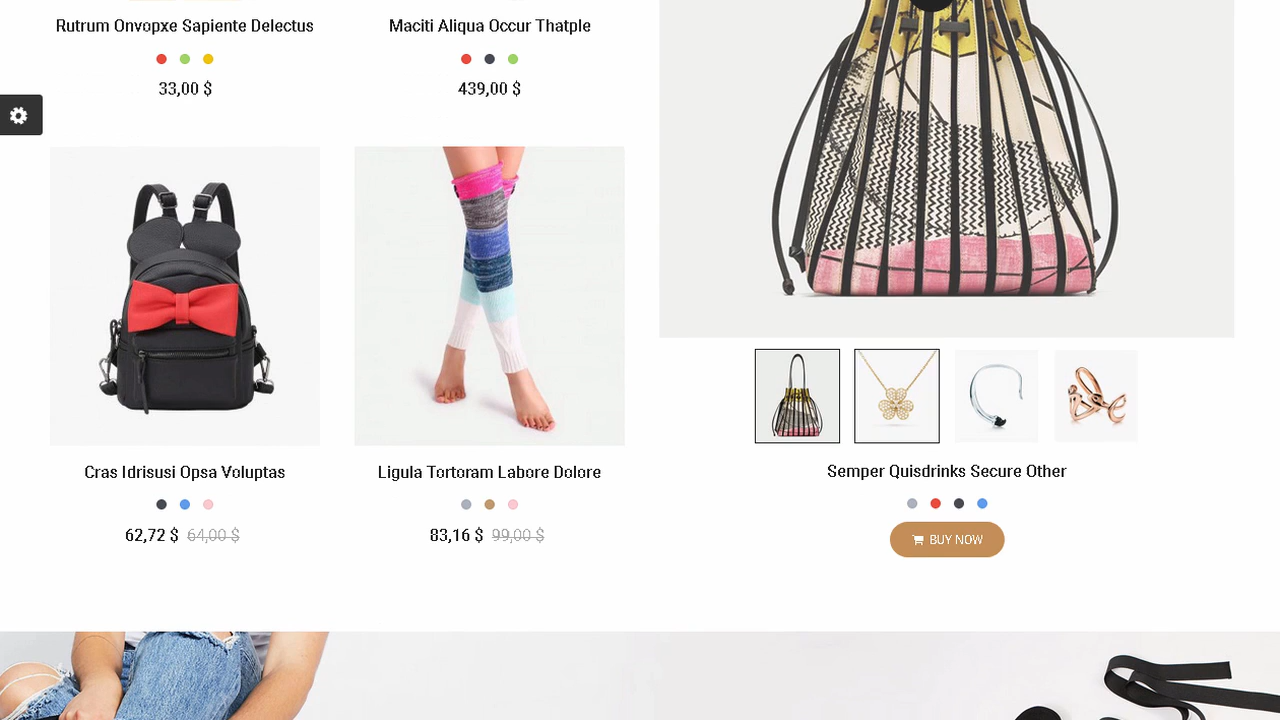 Rutrum Onvopxe Sapiente Delectus
33,00 $
Maciti Aliqua Occur Thatple
439,00 $
Cras Idrisusi Opsa Voluptas
62,72 $ 64,00 $
Ligula Tortoram Labore Dolore
83,16 $ 99,00 $
Semper Quisdrinks Secure Other
BUY NOW